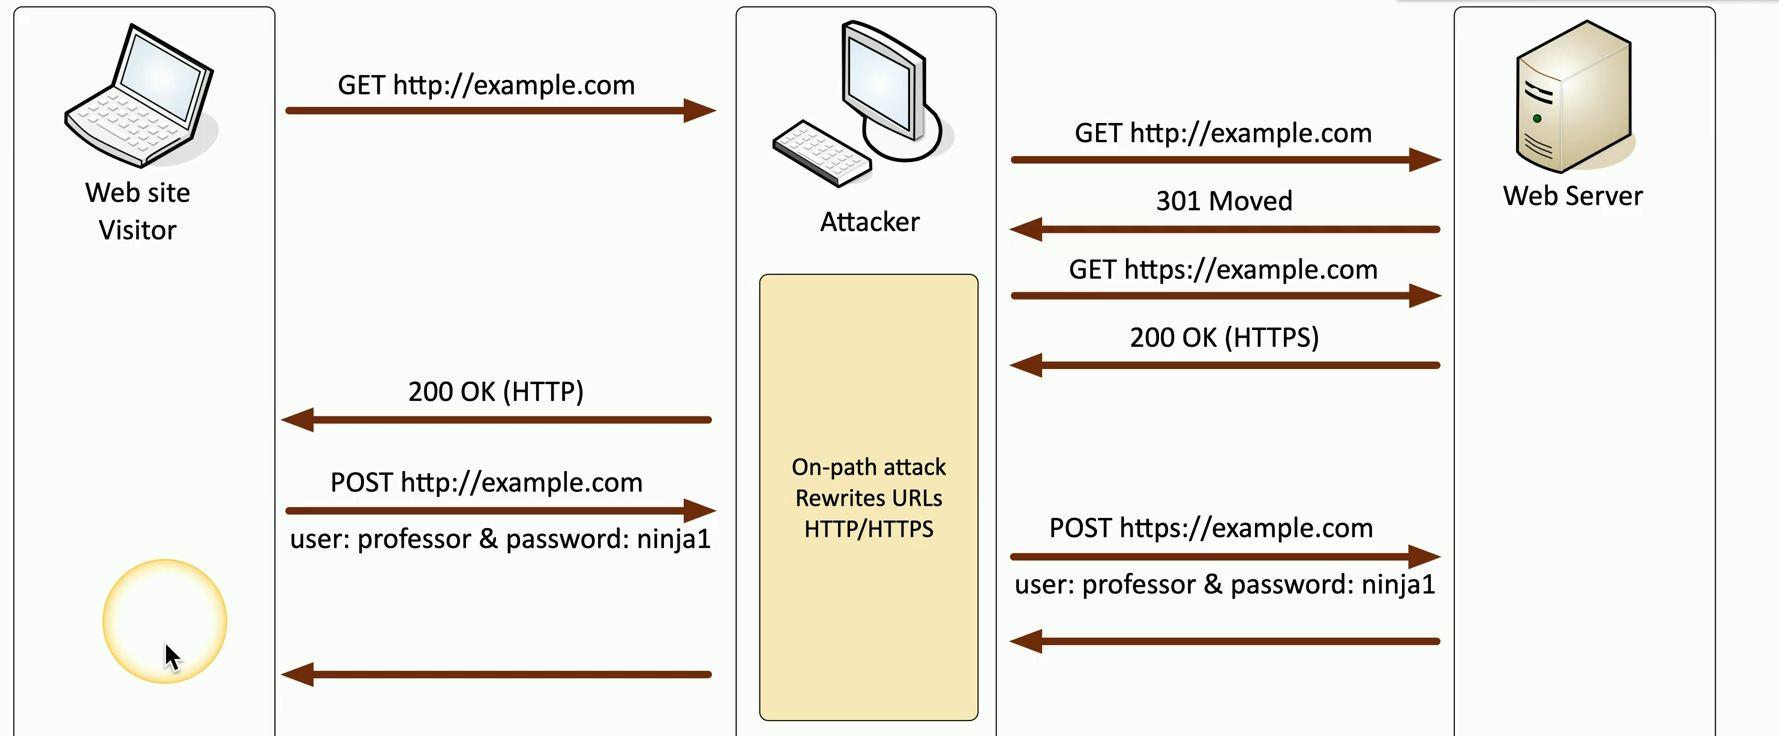 GET http://example.com
GET http://example.com
Web site
Visitor
Attacker
Web Server
301 Moved
GET https://example.com
200 OK (HTTPS)
200 OK (HTTP)
On-path attack
Rewrites URLs
HTTP/HTTPS
POST http://example.com
user: professor & password: ninja1
POST https://example.com
user: professor & password: ninja1